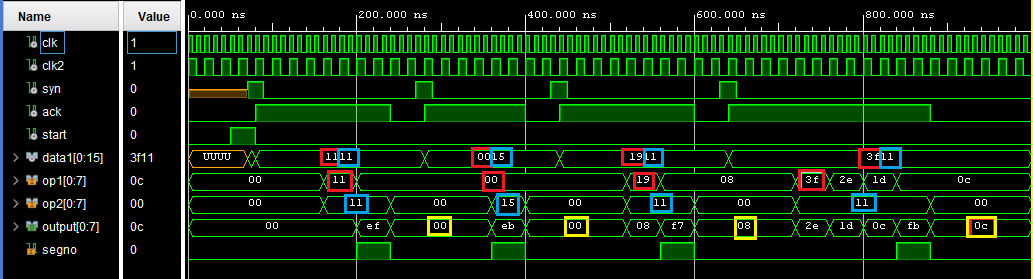 Name Value 0.000 ns 200.000 ns 400.000 ns 600.000 ns 800.000 ns
clk 1
clk2 1
syn 0
ack 0
start 0
data1[0:15] 3f11 UUUU 1111 0015 1911 3f11
op1[0:7] 0c 00 11 00 19 08 3f 2e 1d 0c
op2[0:7] 00 00 11 00 15 00 11 00 11 00
output[0:7] 0c 00 ef 00 eb 00 08 f7 08 2e 1d 0c fb 0c
segno 0